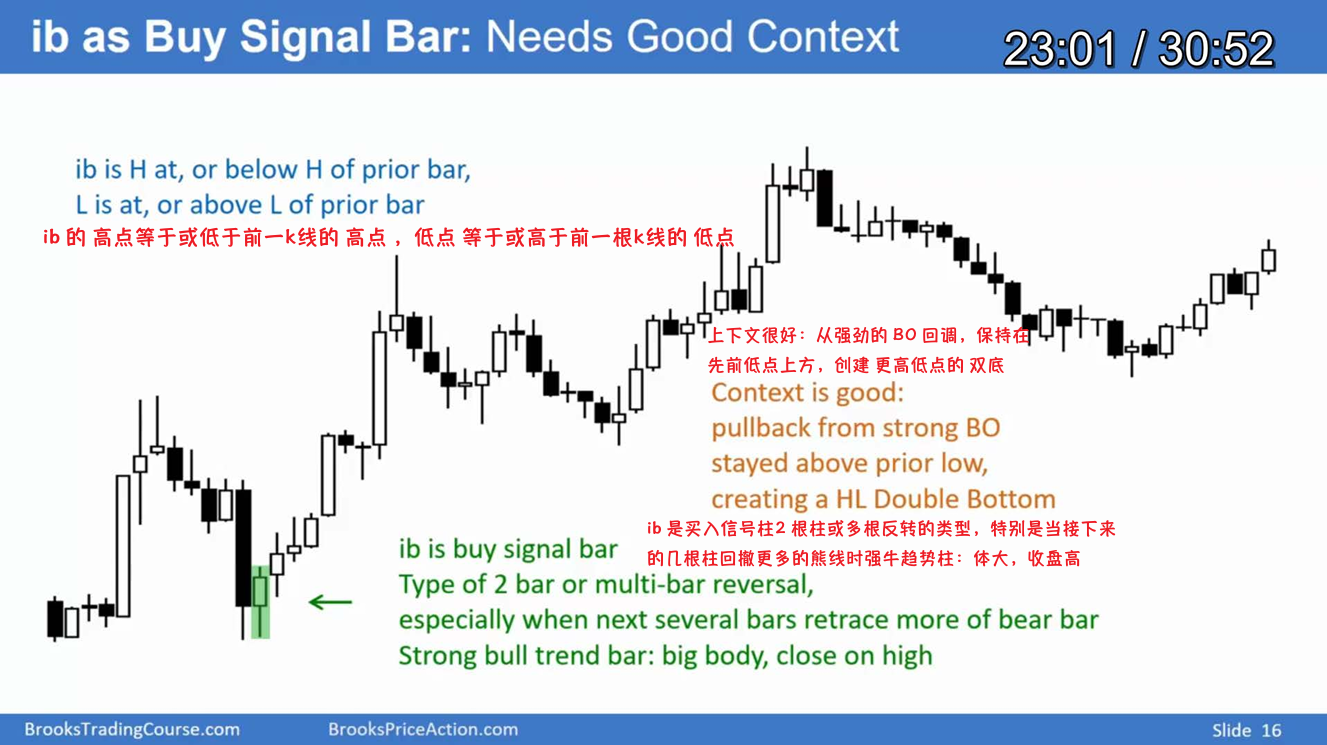 ib as Buy Signal Bar: Needs Good Context
23:01 / 30:52
ib is H at, or below H of prior bar,
L is at, or above L of prior bar
ib 的 高点等于或低于前一k线的 高点 ，低点 等于或高于前一根k线的 低点
上下文很好：从强劲的 BO 回调，保持在
先前低点上方，创建 更高低点的 双底
Context is good:
pullback from strong BO
stayed above prior low,
creating a HL Double Bottom
ib 是买入信号柱2 根柱或多根反转的类型，特别是当接下来
的几根柱回撤更多的熊线时强牛趋势柱：体大，收盘高
ib is buy signal bar
Type of 2 bar or multi-bar reversal,
especially when next several bars retrace more of bear bar
Strong bull trend bar: big body, close on high
BrooksTradingCourse.com
BrooksPriceAction.com
Slide 16